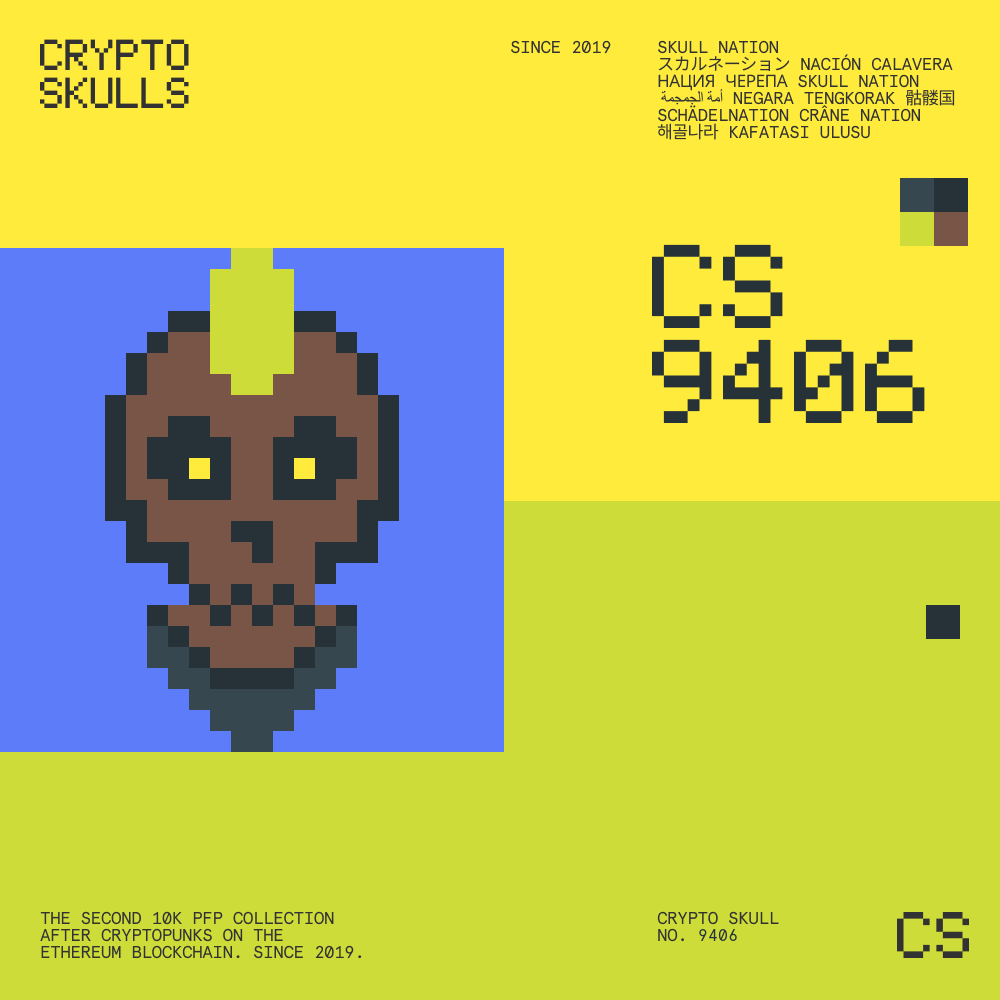 CRYPTO
SKULLS
SINCE 2019
SKULL NATION
スカルネーション NACIÓN CALAVERA
НАЦИЯ ЧЕРЕПА SKULL NATION
أمة الجمجمة NEGARA TENGKORAK 骷髅国
SCHÄDELNATION CRÂNE NATION
해골나라 KAFATASI ULUSU
CS
9406
THE SECOND 10K PFP COLLECTION
AFTER CRYPTOPUNKS ON THE
ETHEREUM BLOCKCHAIN. SINCE 2019.
CRYPTO SKULL
NO. 9406
CS